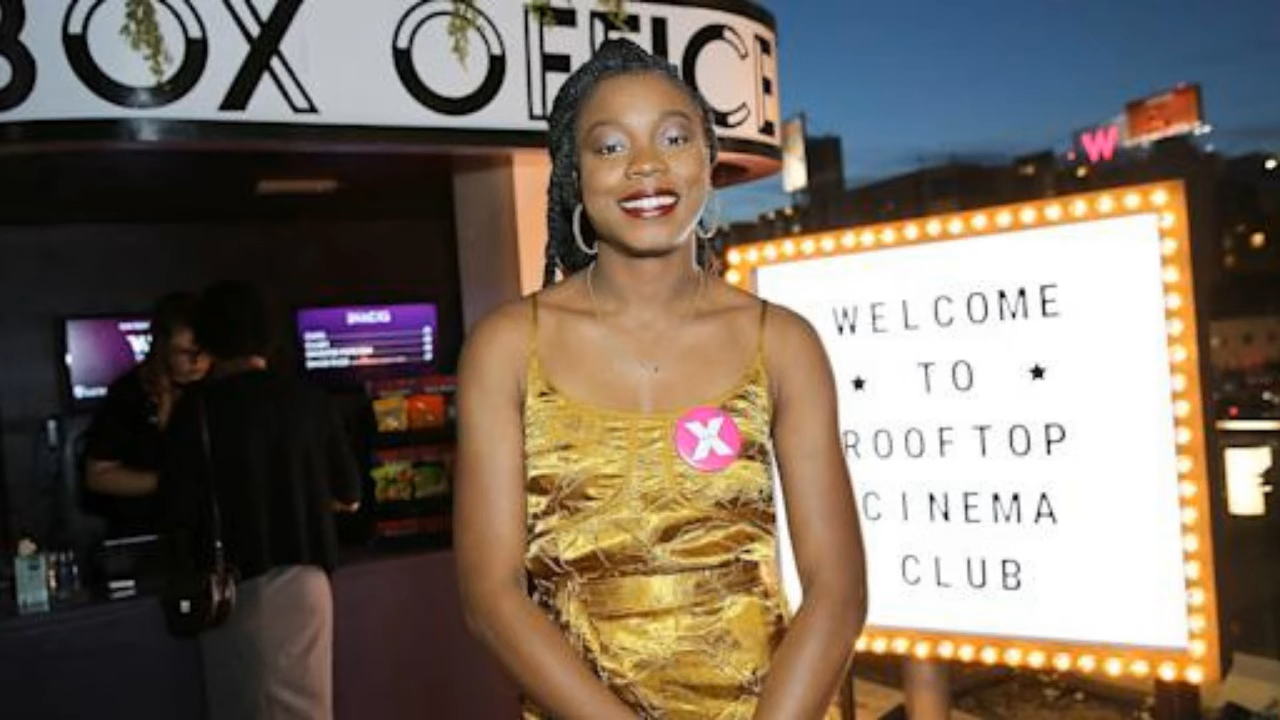 BOX OFFICE
W
WELCOME
★ TO ★
ROOFTOP
CINEMA
CLUB
SNACKS
X